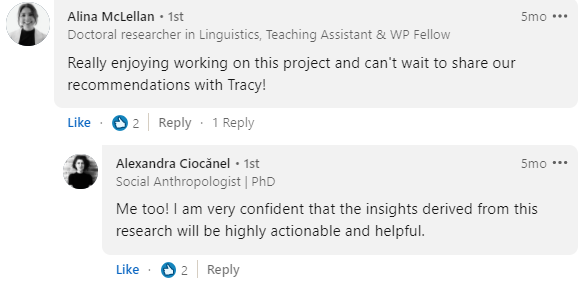 Alina McLellan • 1st
5mo •••
Doctoral researcher in Linguistics, Teaching Assistant & WP Fellow
Really enjoying working on this project and can't wait to share our
recommendations with Tracy!
Like · 2 | Reply · 1 Reply
Alexandra Ciocănel • 1st
5mo •••
Social Anthropologist | PhD
Me too! I am very confident that the insights derived from this
research will be highly actionable and helpful.
Like · 2 | Reply